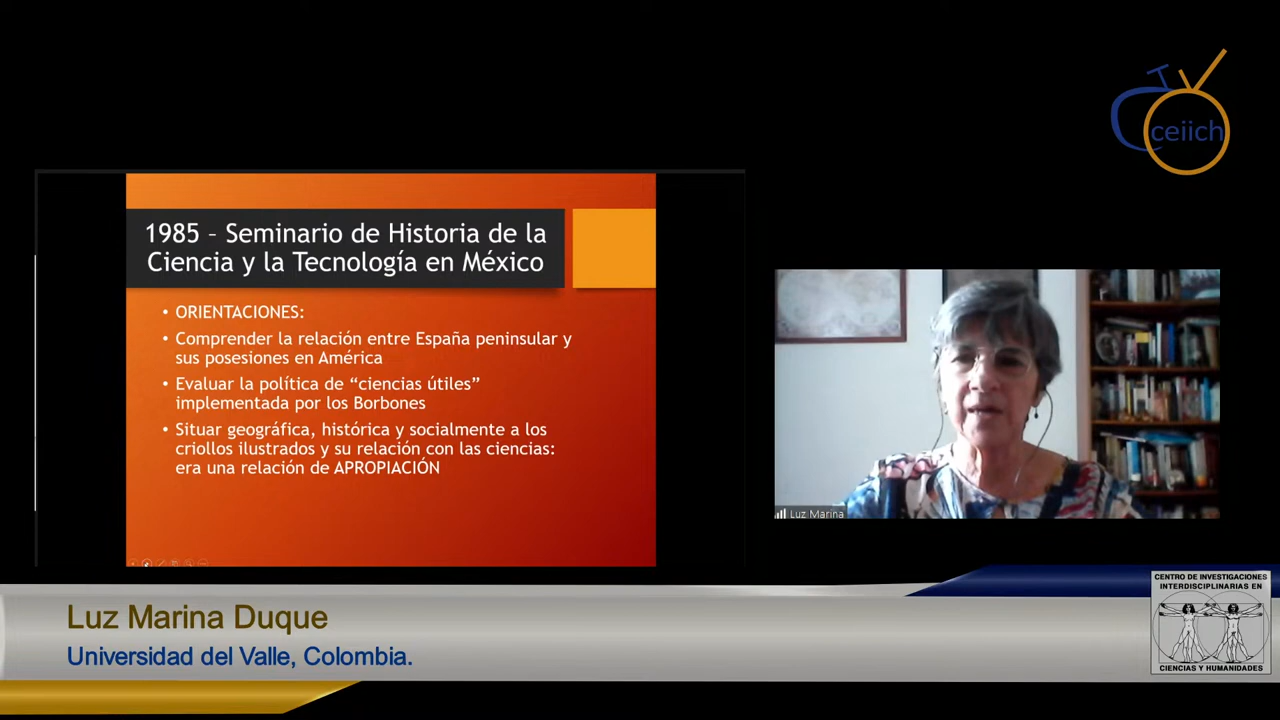 TV
ceiich
1985 – Seminario de Historia de la
Ciencia y la Tecnología en México
• ORIENTACIONES:
• Comprender la relación entre España peninsular y
sus posesiones en América
• Evaluar la política de “ciencias útiles”
implementada por los Borbones
• Situar geográfica, histórica y socialmente a los
criollos ilustrados y su relación con las ciencias:
era una relación de APROPIACIÓN
Luz Marina
Luz Marina Duque
Universidad del Valle, Colombia.
CENTRO DE INVESTIGACIONES
INTERDISCIPLINARIAS EN
CIENCIAS Y HUMANIDADES